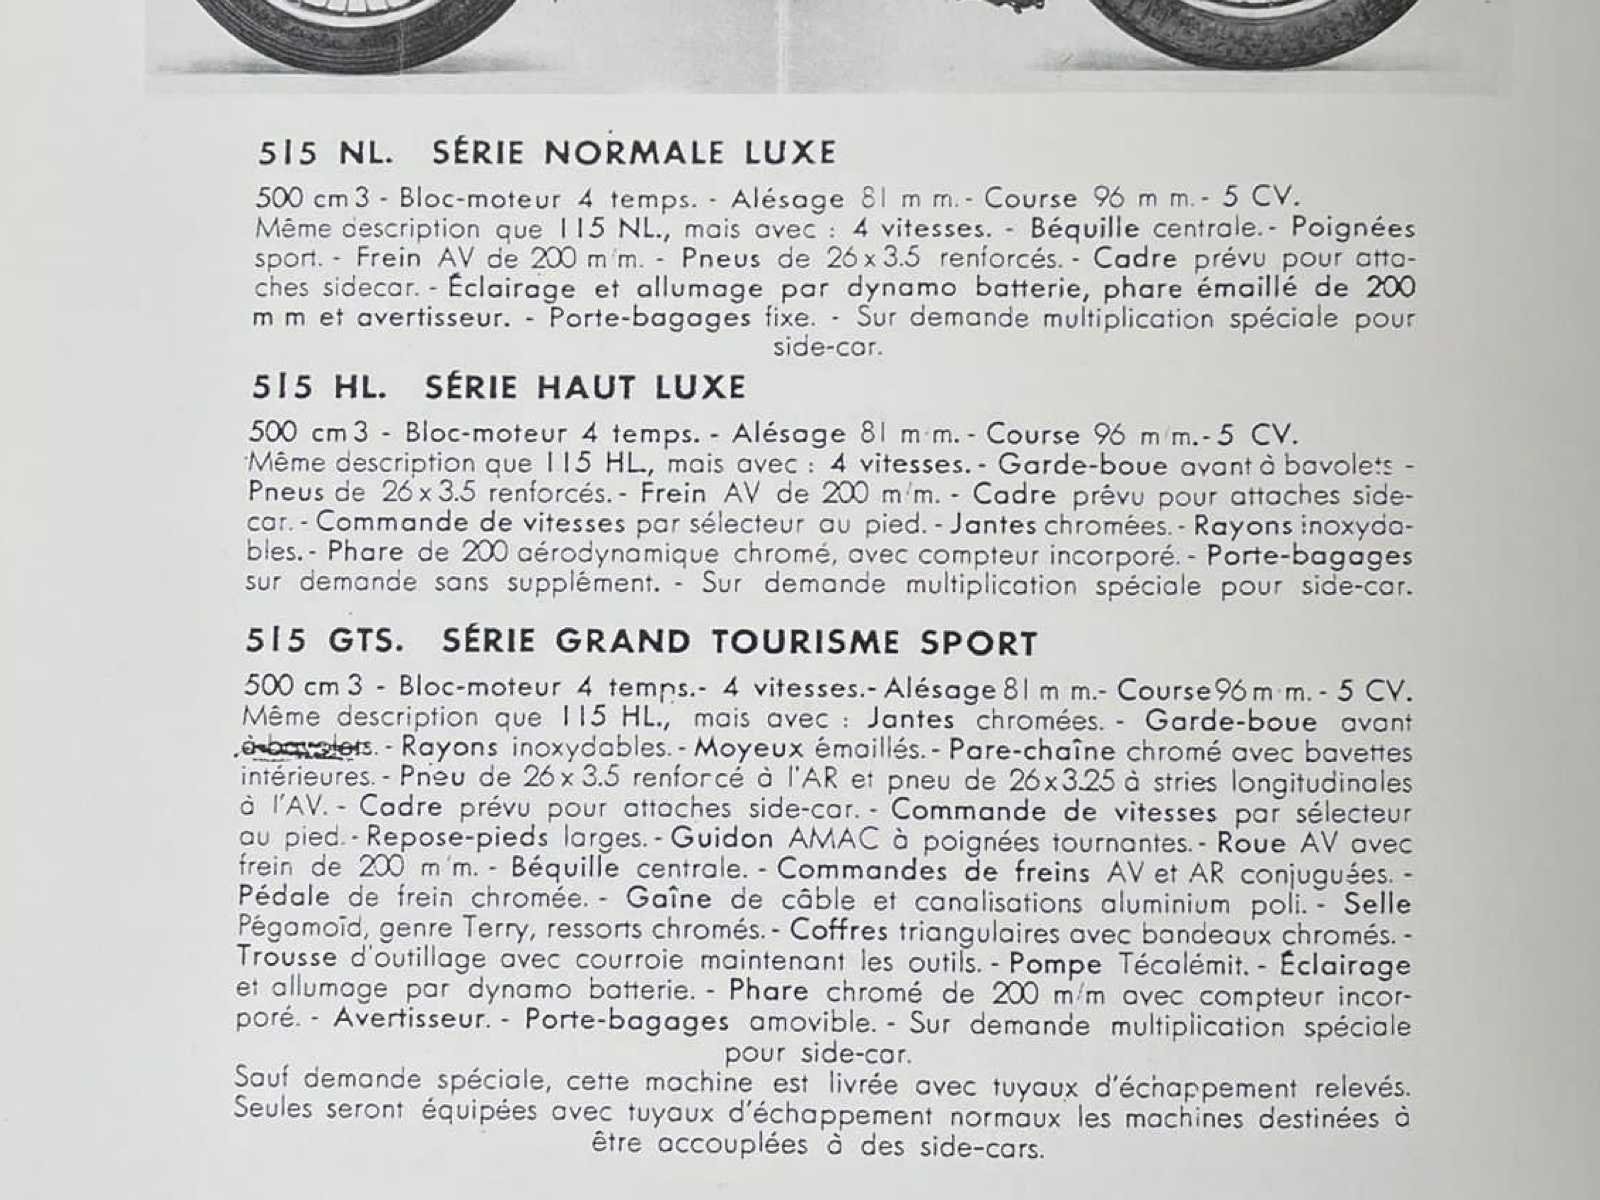 515 NL. SÉRIE NORMALE LUXE
500 cm3 - Bloc-moteur 4 temps. - Alésage 81 m m. - Course 96 m m. - 5 CV.
Même description que 115 NL., mais avec : 4 vitesses. - Béquille centrale. - Poignées
sport. - Frein AV de 200 m/m. - Pneus de 26 x 3.5 renforcés. - Cadre prévu pour atta-
ches sidecar. - Éclairage et allumage par dynamo batterie, phare émaillé de 200
m m et avertisseur. - Porte-bagages fixe. - Sur demande multiplication spéciale pour
side-car.
515 HL. SÉRIE HAUT LUXE
500 cm3 - Bloc-moteur 4 temps. - Alésage 81 m m. - Course 96 m/m. - 5 CV.
Même description que 115 HL., mais avec : 4 vitesses. - Garde-boue avant à bavolets -
Pneus de 26 x 3.5 renforcés. - Frein AV de 200 m/m. - Cadre prévu pour attaches side-
car. - Commande de vitesses par sélecteur au pied. - Jantes chromées. - Rayons inoxyda-
bles. - Phare de 200 aérodynamique chromé, avec compteur incorporé. - Porte-bagages
sur demande sans supplément. - Sur demande multiplication spéciale pour side-car.
515 GTS. SÉRIE GRAND TOURISME SPORT
500 cm3 - Bloc-moteur 4 temps. - 4 vitesses. - Alésage 81 m m. - Course 96 m m. - 5 CV.
Même description que 115 HL., mais avec : Jantes chromées. - Garde-boue avant
à bavolets. - Rayons inoxydables. - Moyeux émaillés. - Pare-chaîne chromé avec bavettes
intérieures. - Pneu de 26 x 3.5 renforcé à l'AR et pneu de 26x3.25 à stries longitudinales
à l'AV. - Cadre prévu pour attaches side-car. - Commande de vitesses par sélecteur
au pied. - Repose-pieds larges. - Guidon AMAC à poignées tournantes. - Roue AV avec
frein de 200 m/m. - Béquille centrale. - Commandes de freins AV et AR conjuguées. -
Pédale de frein chromée. - Gaîne de câble et canalisations aluminium poli. - Selle
Pégamoïd, genre Terry, ressorts chromés. - Coffres triangulaires avec bandeaux chromés. -
Trousse d'outillage avec courroie maintenant les outils. - Pompe Técalémit. - Éclairage
et allumage par dynamo batterie. - Phare chromé de 200 m/m avec compteur incor-
poré. - Avertisseur. - Porte-bagages amovible. - Sur demande multiplication spéciale
pour side-car.
Sauf demande spéciale, cette machine est livrée avec tuyaux d'échappement relevés.
Seules seront équipées avec tuyaux d'échappement normaux les machines destinées à
être accouplées à des side-cars.